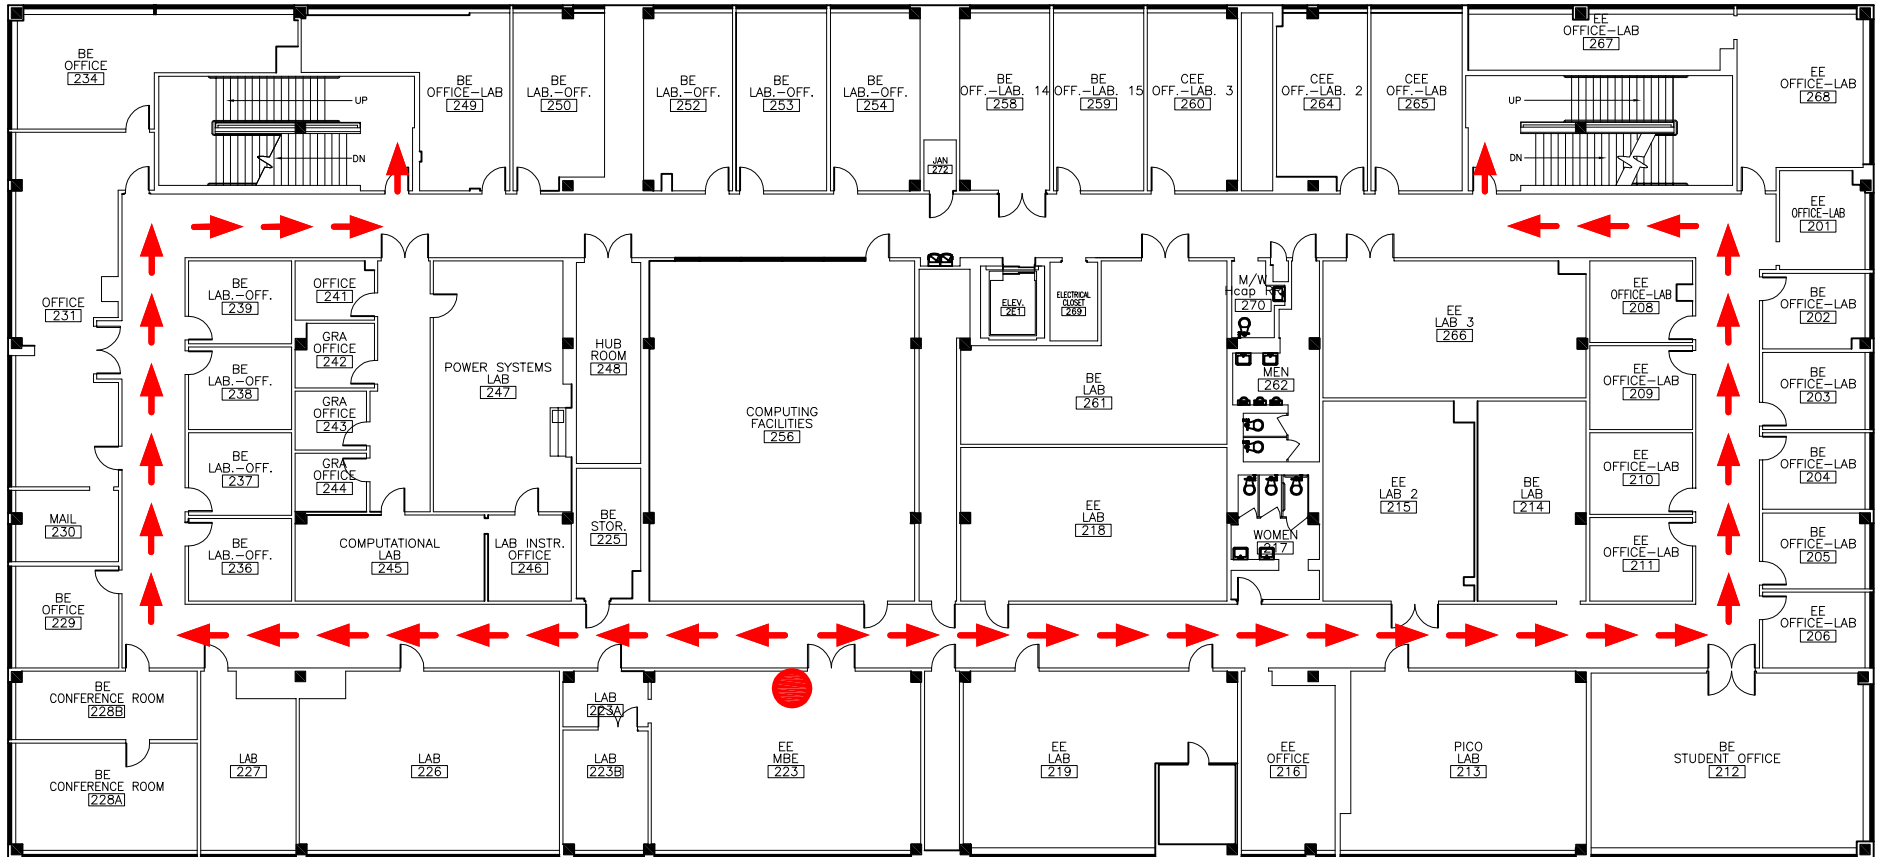 BE
OFFICE
234
UP
DN
BE
OFFICE-LAB
249
BE
LAB.-OFF.
250
BE
LAB.-OFF.
252
BE
LAB.-OFF.
253
BE
LAB.-OFF.
254
JAN
272
BE
OFF.-LAB. 14
258
BE
OFF.-LAB. 15
259
CEE
OFF.-LAB. 3
260
CEE
OFF.-LAB. 2
264
CEE
OFF.-LAB
265
EE
OFFICE-LAB
267
UP
DN
EE
OFFICE-LAB
268
EE
OFFICE-LAB
201
OFFICE
231
BE
LAB.-OFF.
239
OFFICE
241
GRA
OFFICE
242
BE
LAB.-OFF.
238
GRA
OFFICE
243
BE
LAB.-OFF.
237
GRA
OFFICE
244
POWER SYSTEMS
LAB
247
HUB
ROOM
248
COMPUTING
FACILITIES
256
ELEV.
2E1
ELECTRICAL
CLOSET
269
M/W
Hcap RR
270
MEN
262
BE
LAB
261
EE
LAB 3
266
EE
OFFICE-LAB
208
BE
OFFICE-LAB
202
EE
OFFICE-LAB
209
BE
OFFICE-LAB
203
EE
OFFICE-LAB
210
BE
OFFICE-LAB
204
MAIL
230
BE
LAB.-OFF.
236
COMPUTATIONAL
LAB
245
LAB INSTR.
OFFICE
246
BE
STOR.
225
EE
LAB
218
WOMEN
217
EE
LAB 2
215
BE
LAB
214
EE
OFFICE-LAB
211
BE
OFFICE-LAB
205
BE
OFFICE
229
EE
OFFICE-LAB
206
BE
CONFERENCE ROOM
228B
BE
CONFERENCE ROOM
228A
LAB
227
LAB
226
LAB
223A
LAB
223B
EE
MBE
223
EE
LAB
219
EE
OFFICE
216
PICO
LAB
213
BE
STUDENT OFFICE
212